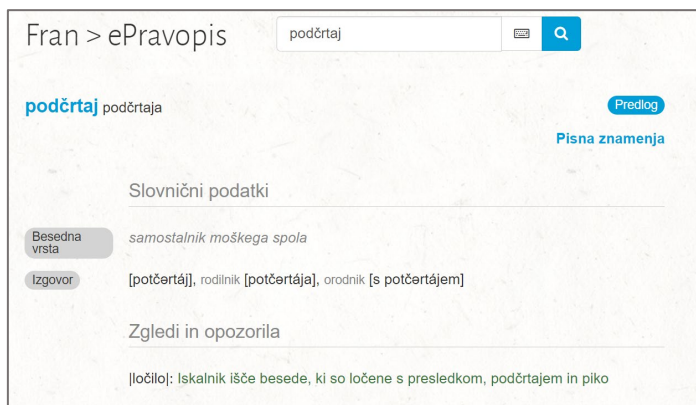 Fran > ePravopis podčrtaj
podčrtaj podčrtaja Predlog
Pisna znamenja
Slovnični podatki
Besedna vrsta samostalnik moškega spola
Izgovor [potčərtáj], rodilnik [potčərtája], orodnik [s potčərtájem]
Zgledi in opozorila
|ločilo|: Iskalnik išče besede, ki so ločene s presledkom, podčrtajem in piko